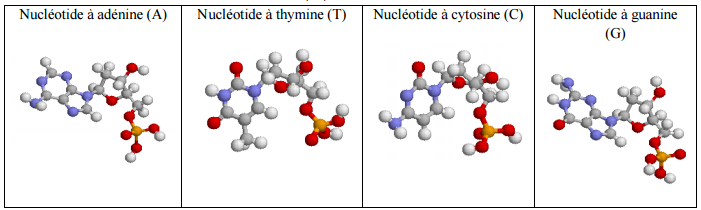 Nucléotide à adénine (A)
Nucléotide à thymine (T)
Nucléotide à cytosine (C)
Nucléotide à guanine
(G)